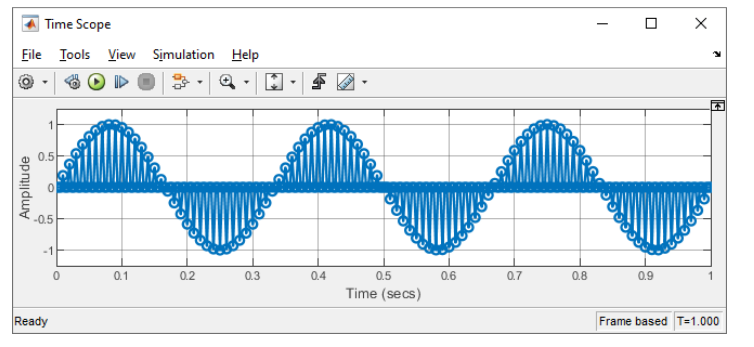 Time Scope
File Tools View Simulation Help
1
0.5
0
-0.5
-1
Amplitude
0 0.1 0.2 0.3 0.4 0.5 0.6 0.7 0.8 0.9 1
Time (secs)
Ready Frame based T=1.000